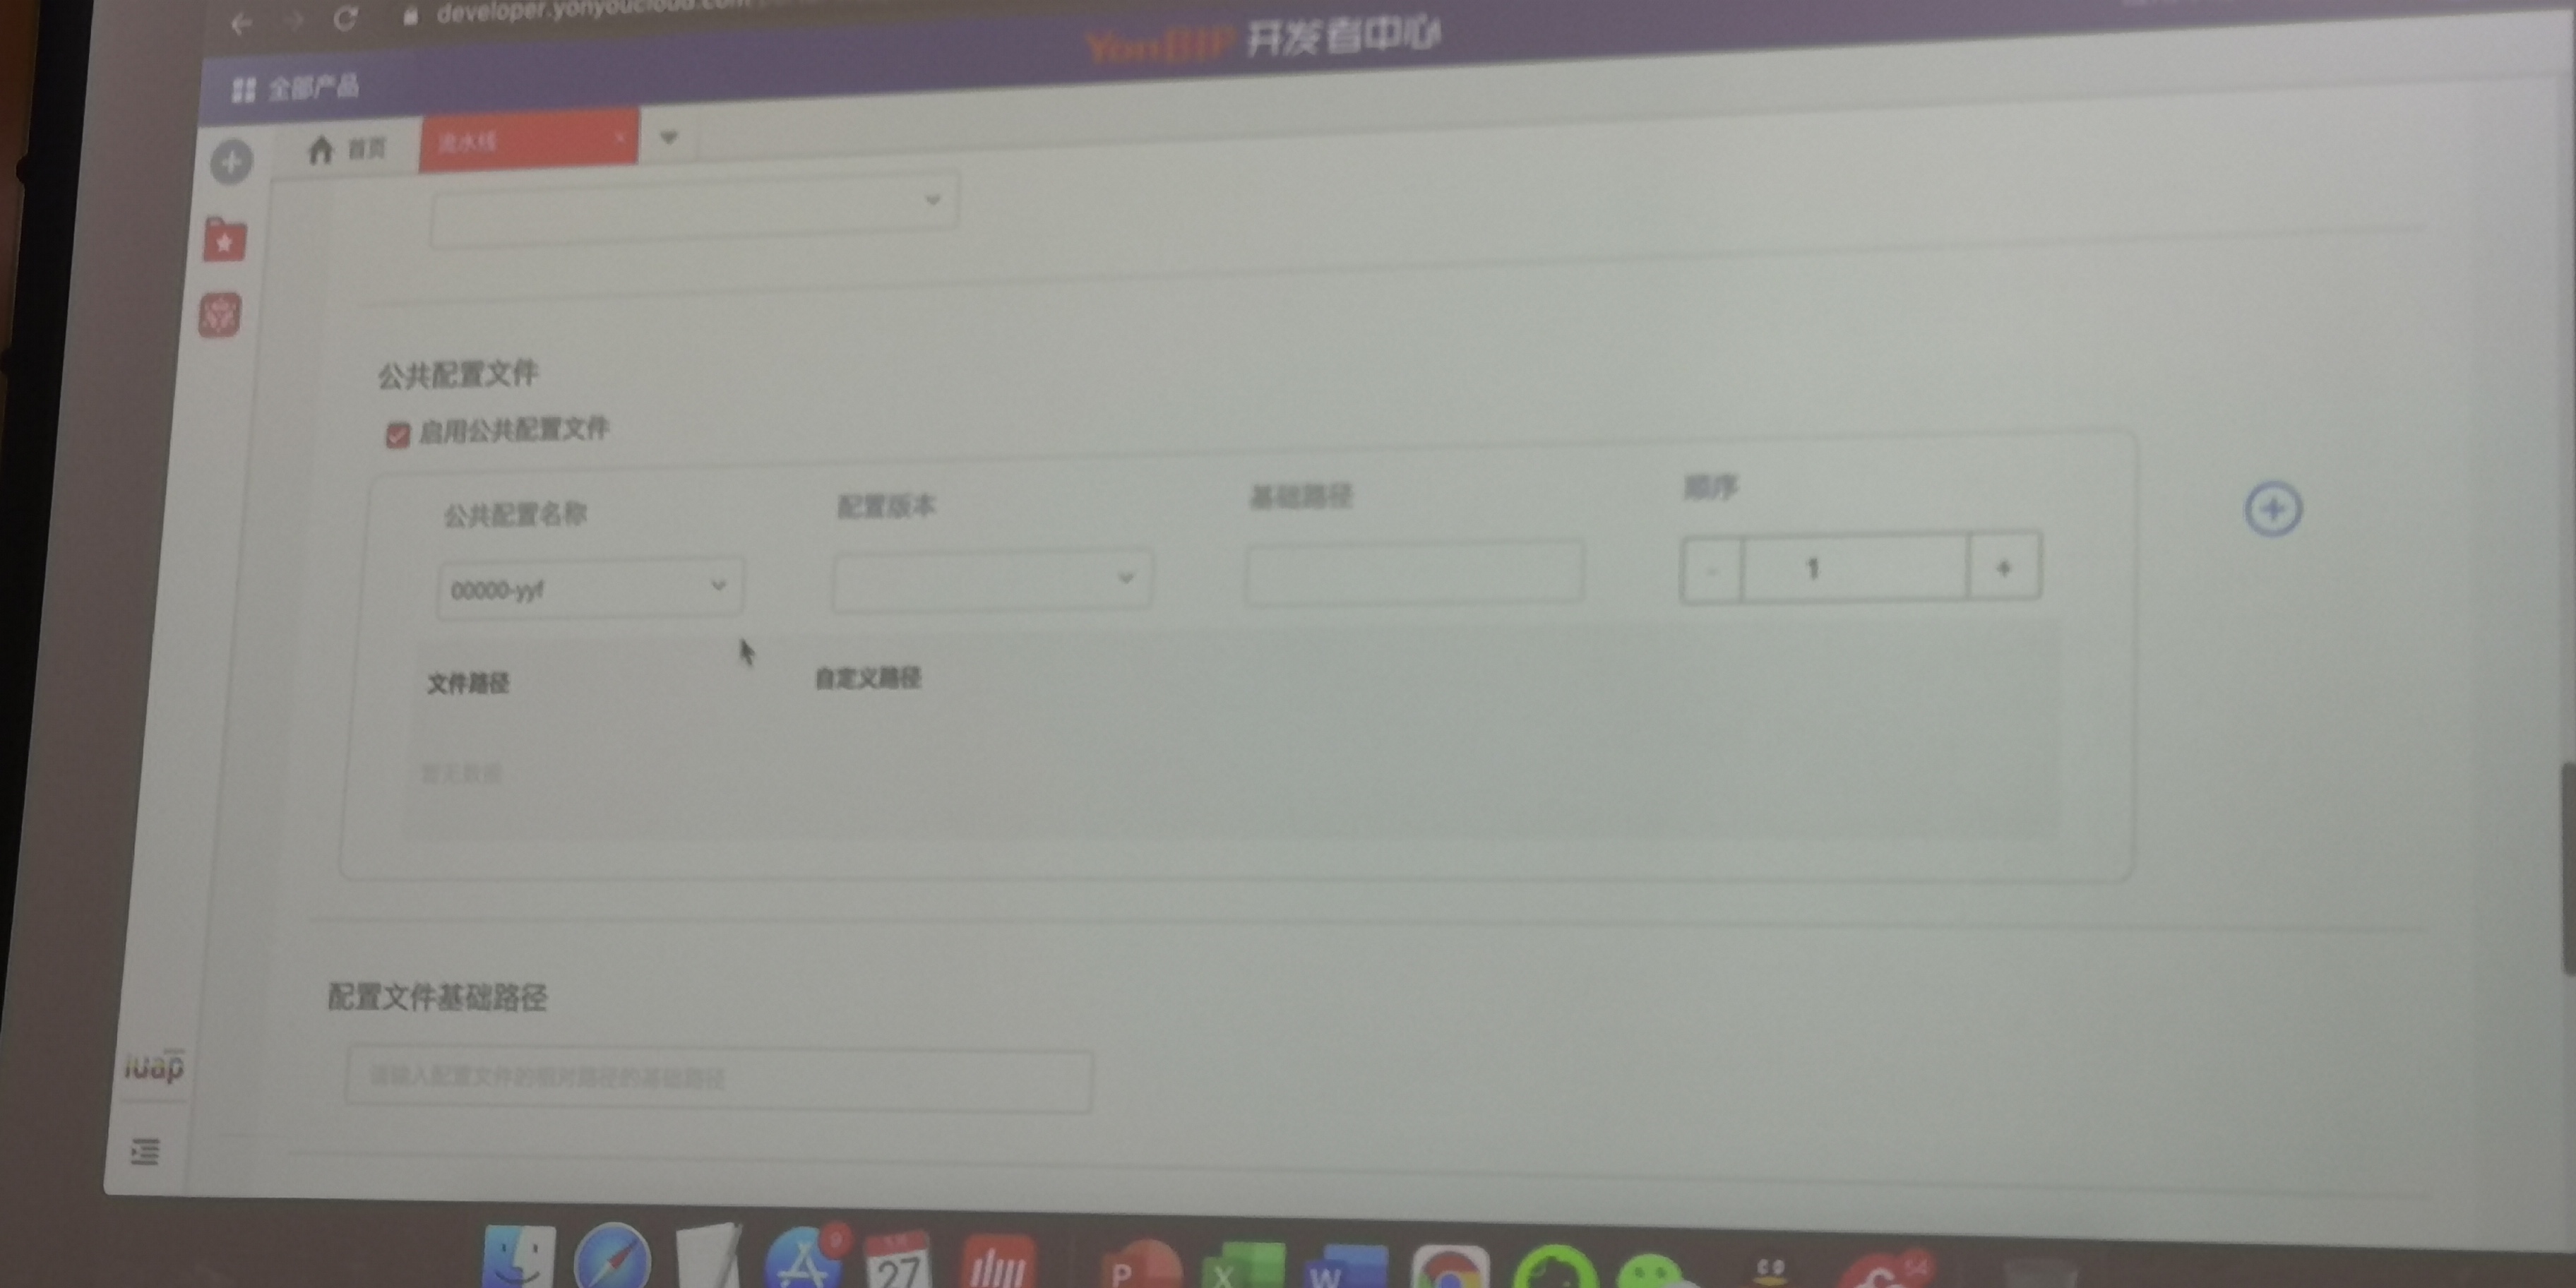 developer.yonyoucloud.com
YonBIP 开发者中心
全部产品
首页
流水线
公共配置文件
启用公共配置文件
公共配置名称
配置版本
基础路径
顺序
00000-yyf
-
1
+
文件路径
自定义路径
暂无数据
配置文件基础路径
请输入配置文件的相对路径的基础路径
iuap
9
27
P
X
W
54